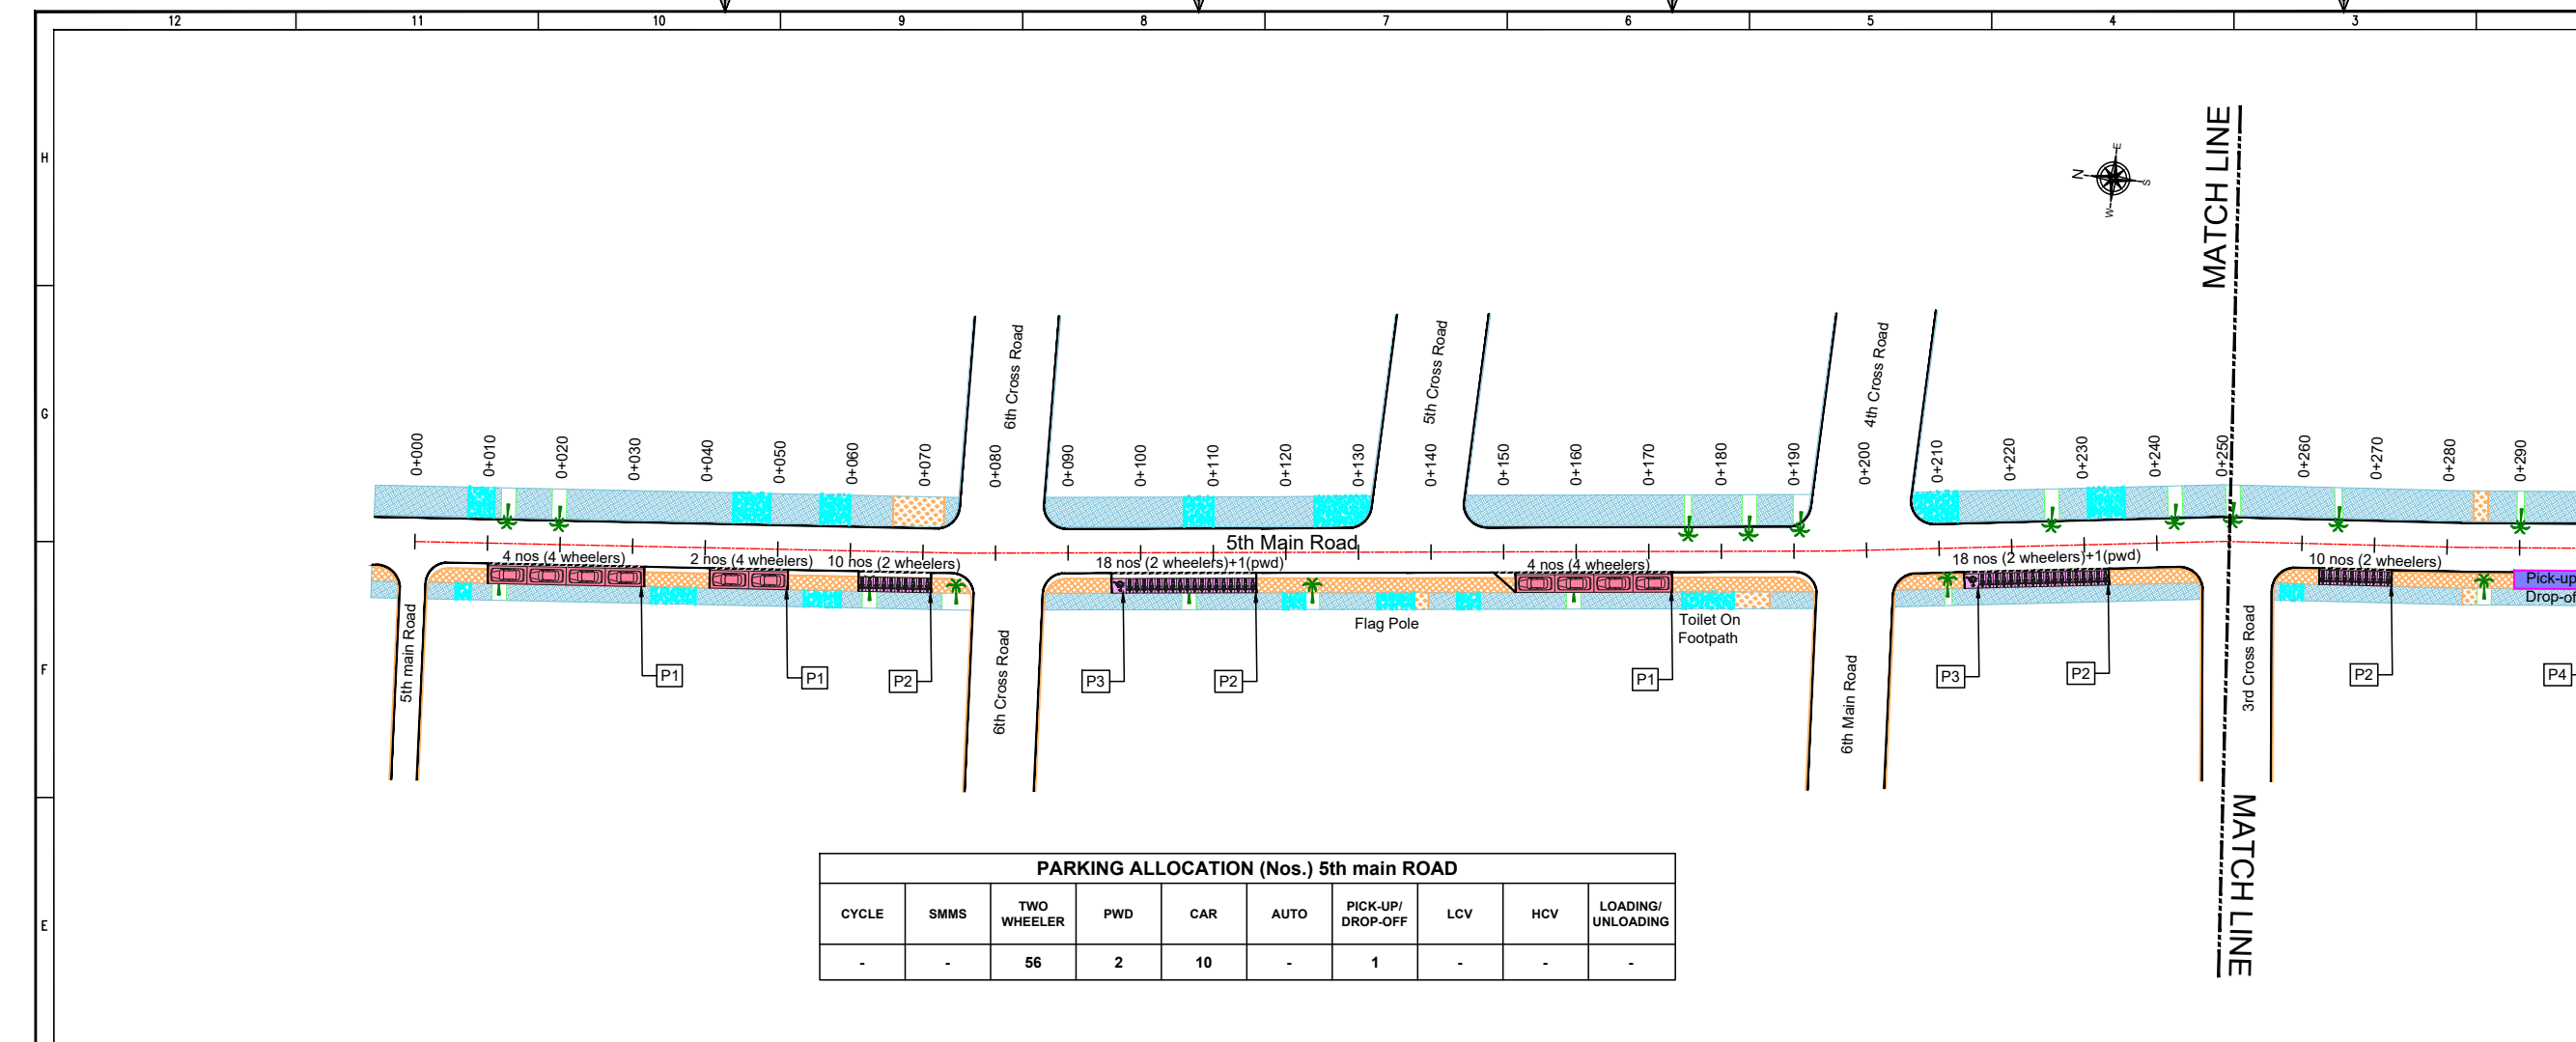 12 11 10 9 8 7 6 5 4 3
H
G
F
E
MATCH LINE
N E S W
6th Cross Road
5th Cross Road
4th Cross Road
0+000 0+010 0+020 0+030 0+040 0+050 0+060 0+070 0+080 0+090 0+100 0+110 0+120 0+130 0+140 0+150 0+160 0+170 0+180 0+190 0+200 0+210 0+220 0+230 0+240 0+250 0+260 0+270 0+280 0+290
5th Main Road
4 nos (4 wheelers)
2 nos (4 wheelers)
10 nos (2 wheelers)
18 nos (2 wheelers)+1(pwd)
4 nos (4 wheelers)
18 nos (2 wheelers)+1(pwd)
10 nos (2 wheelers)
Pick-up
Drop-of
Flag Pole
Toilet On
Footpath
5th main Road
6th Cross Road
6th Main Road
3rd Cross Road
P1 P1 P2 P3 P2 P1 P3 P2 P2 P4
MATCH LINE
PARKING ALLOCATION (Nos.) 5th main ROAD
CYCLE SMMS TWO WHEELER PWD CAR AUTO PICK-UP/ DROP-OFF LCV HCV LOADING/ UNLOADING
- - 56 2 10 - 1 - - -